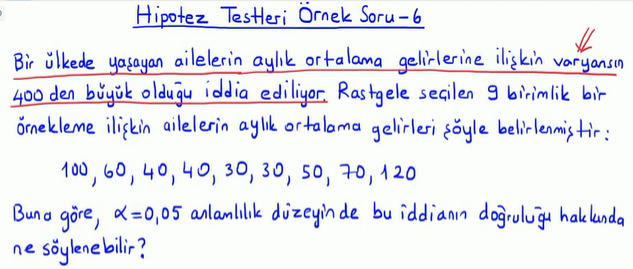 Hipotez Testleri Örnek Soru-6
Bir ülkede yaşayan ailelerin aylık ortalama gelirlerine ilişkin varyansın
400 den büyük olduğu iddia ediliyor. Rastgele seçilen 9 birimlik bir
örnekleme ilişkin ailelerin aylık ortalama gelirleri şöyle belirlenmiştir:
100, 60, 40, 40, 30, 30, 50, 70, 120
Buna göre, α=0,05 anlamlılık düzeyinde bu iddianın doğruluğu hakkında
ne söylenebilir?